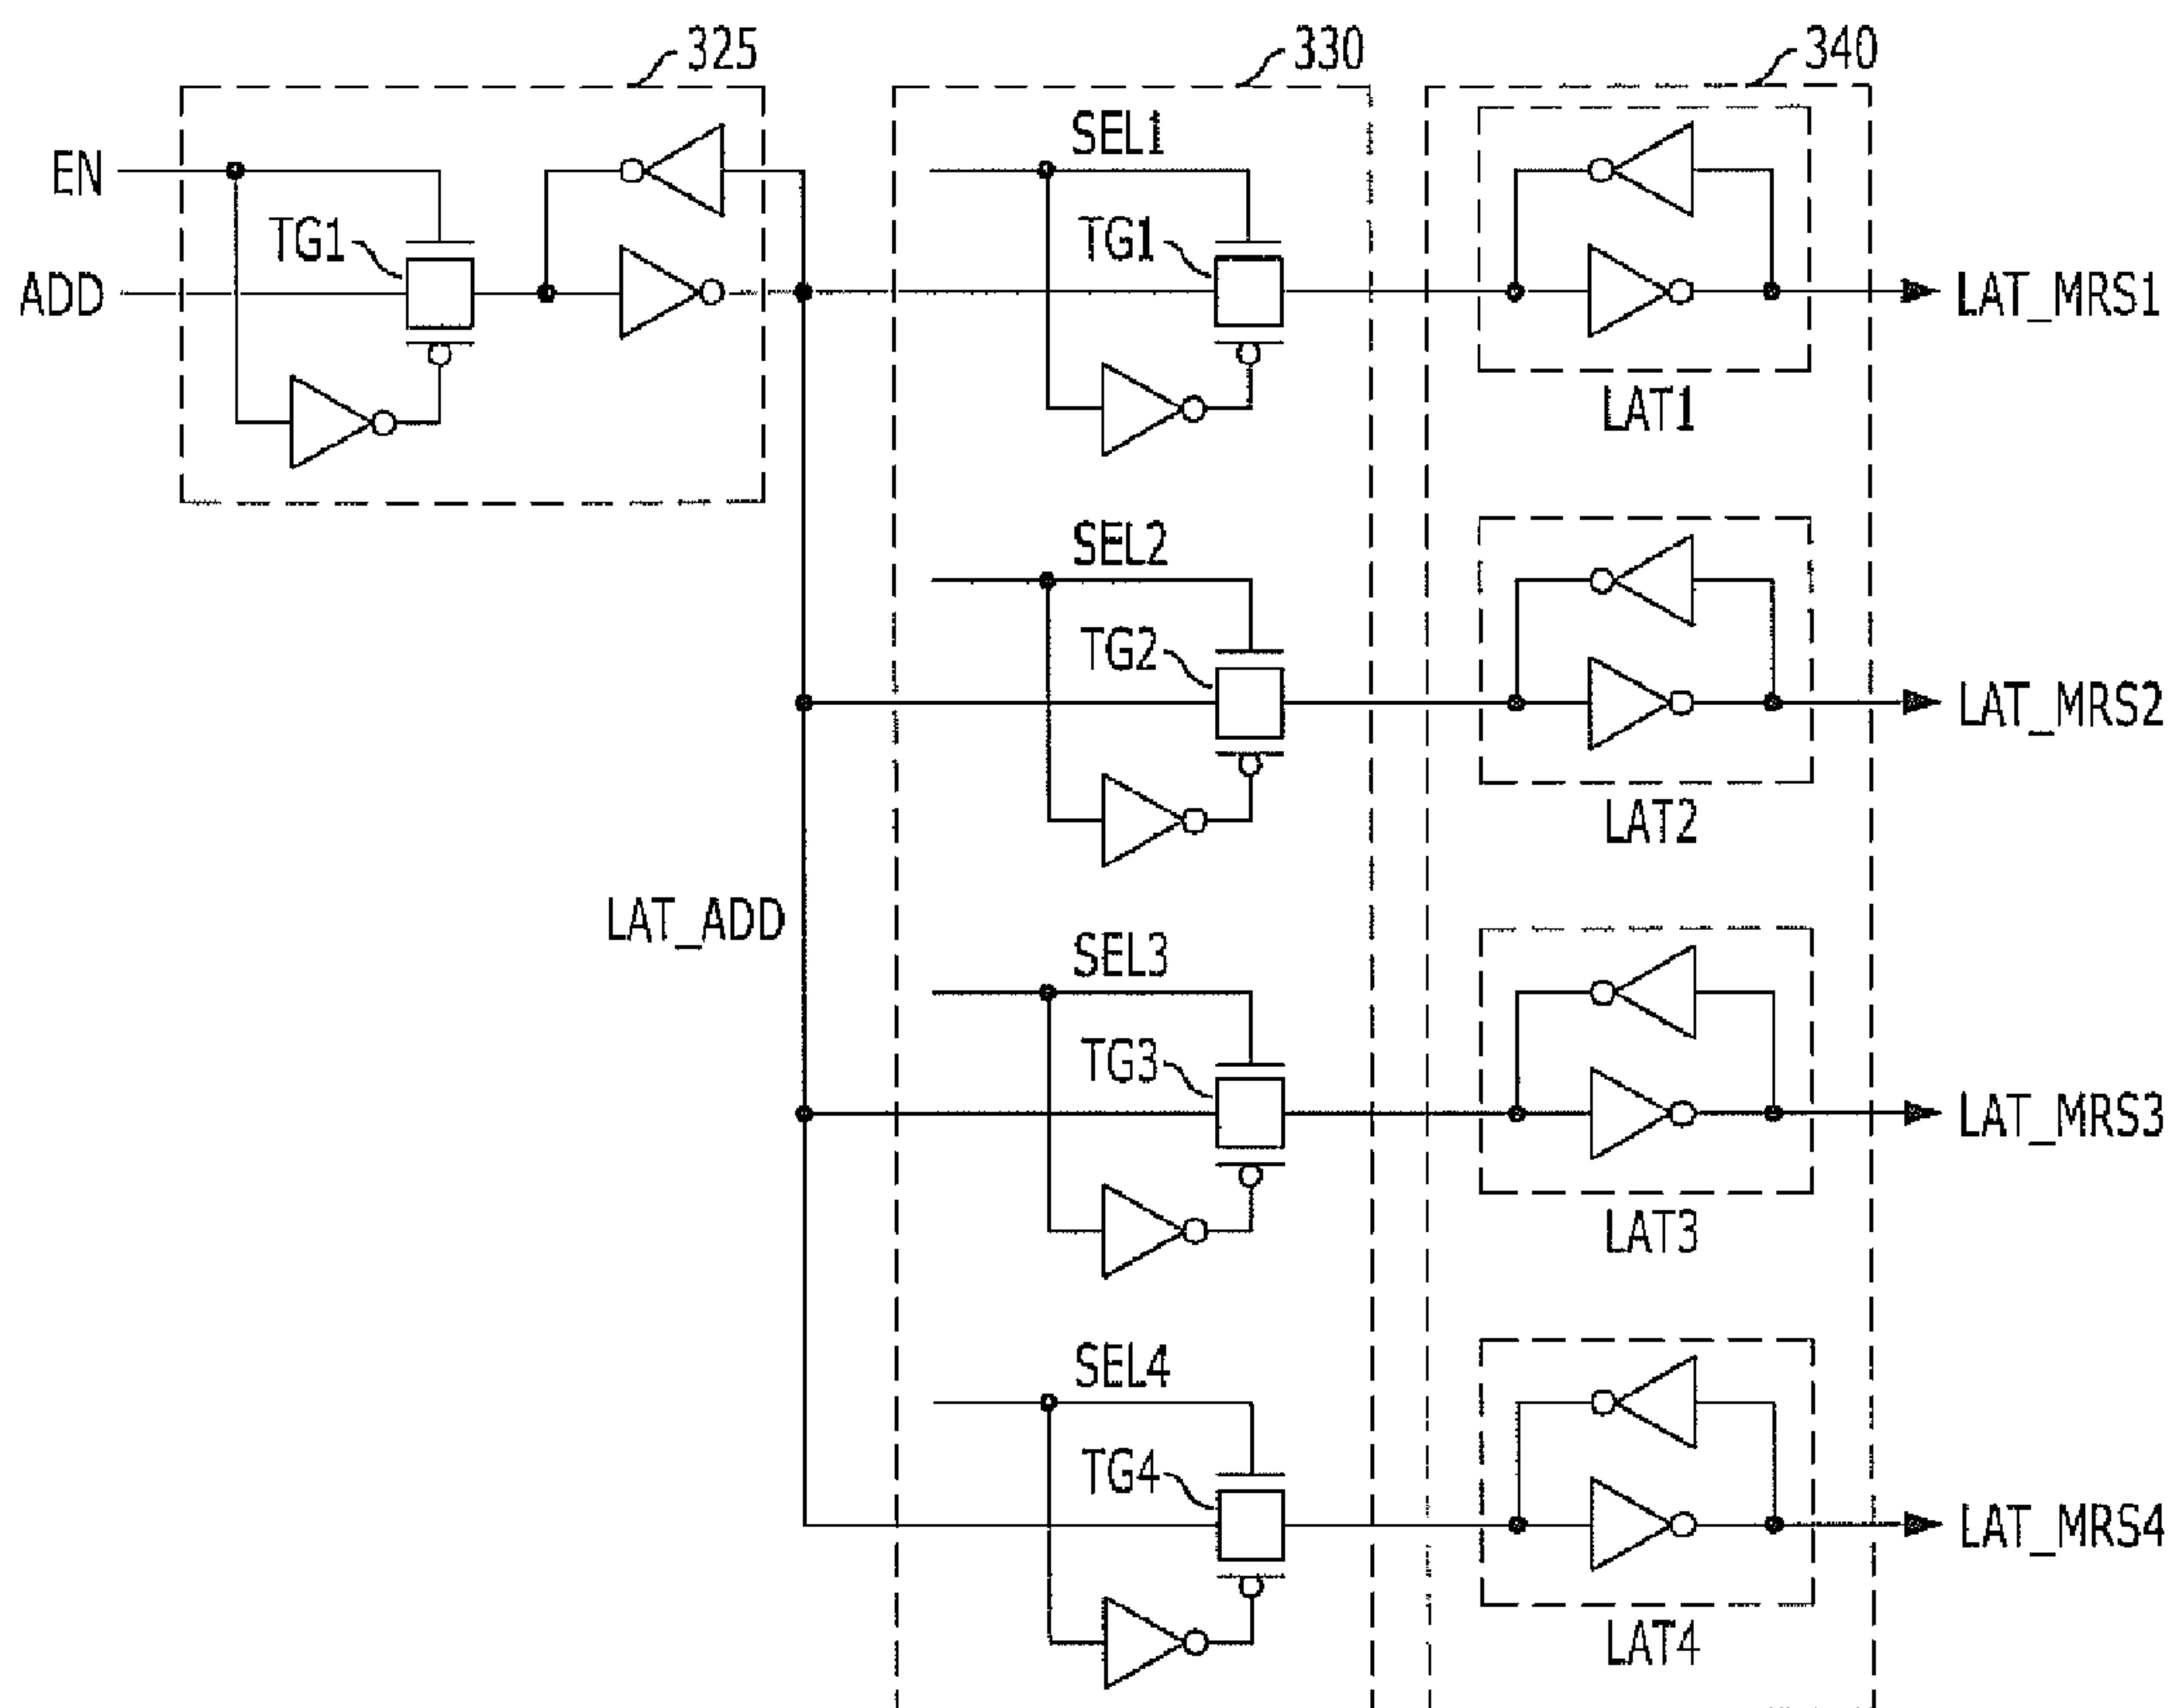 325
330
340
EN
TG1
ADD
SEL1
TG1
LAT_MRS1
LAT1
SEL2
TG2
LAT_MRS2
LAT2
LAT_ADD
SEL3
TG3
LAT_MRS3
LAT3
SEL4
TG4
LAT_MRS4
LAT4